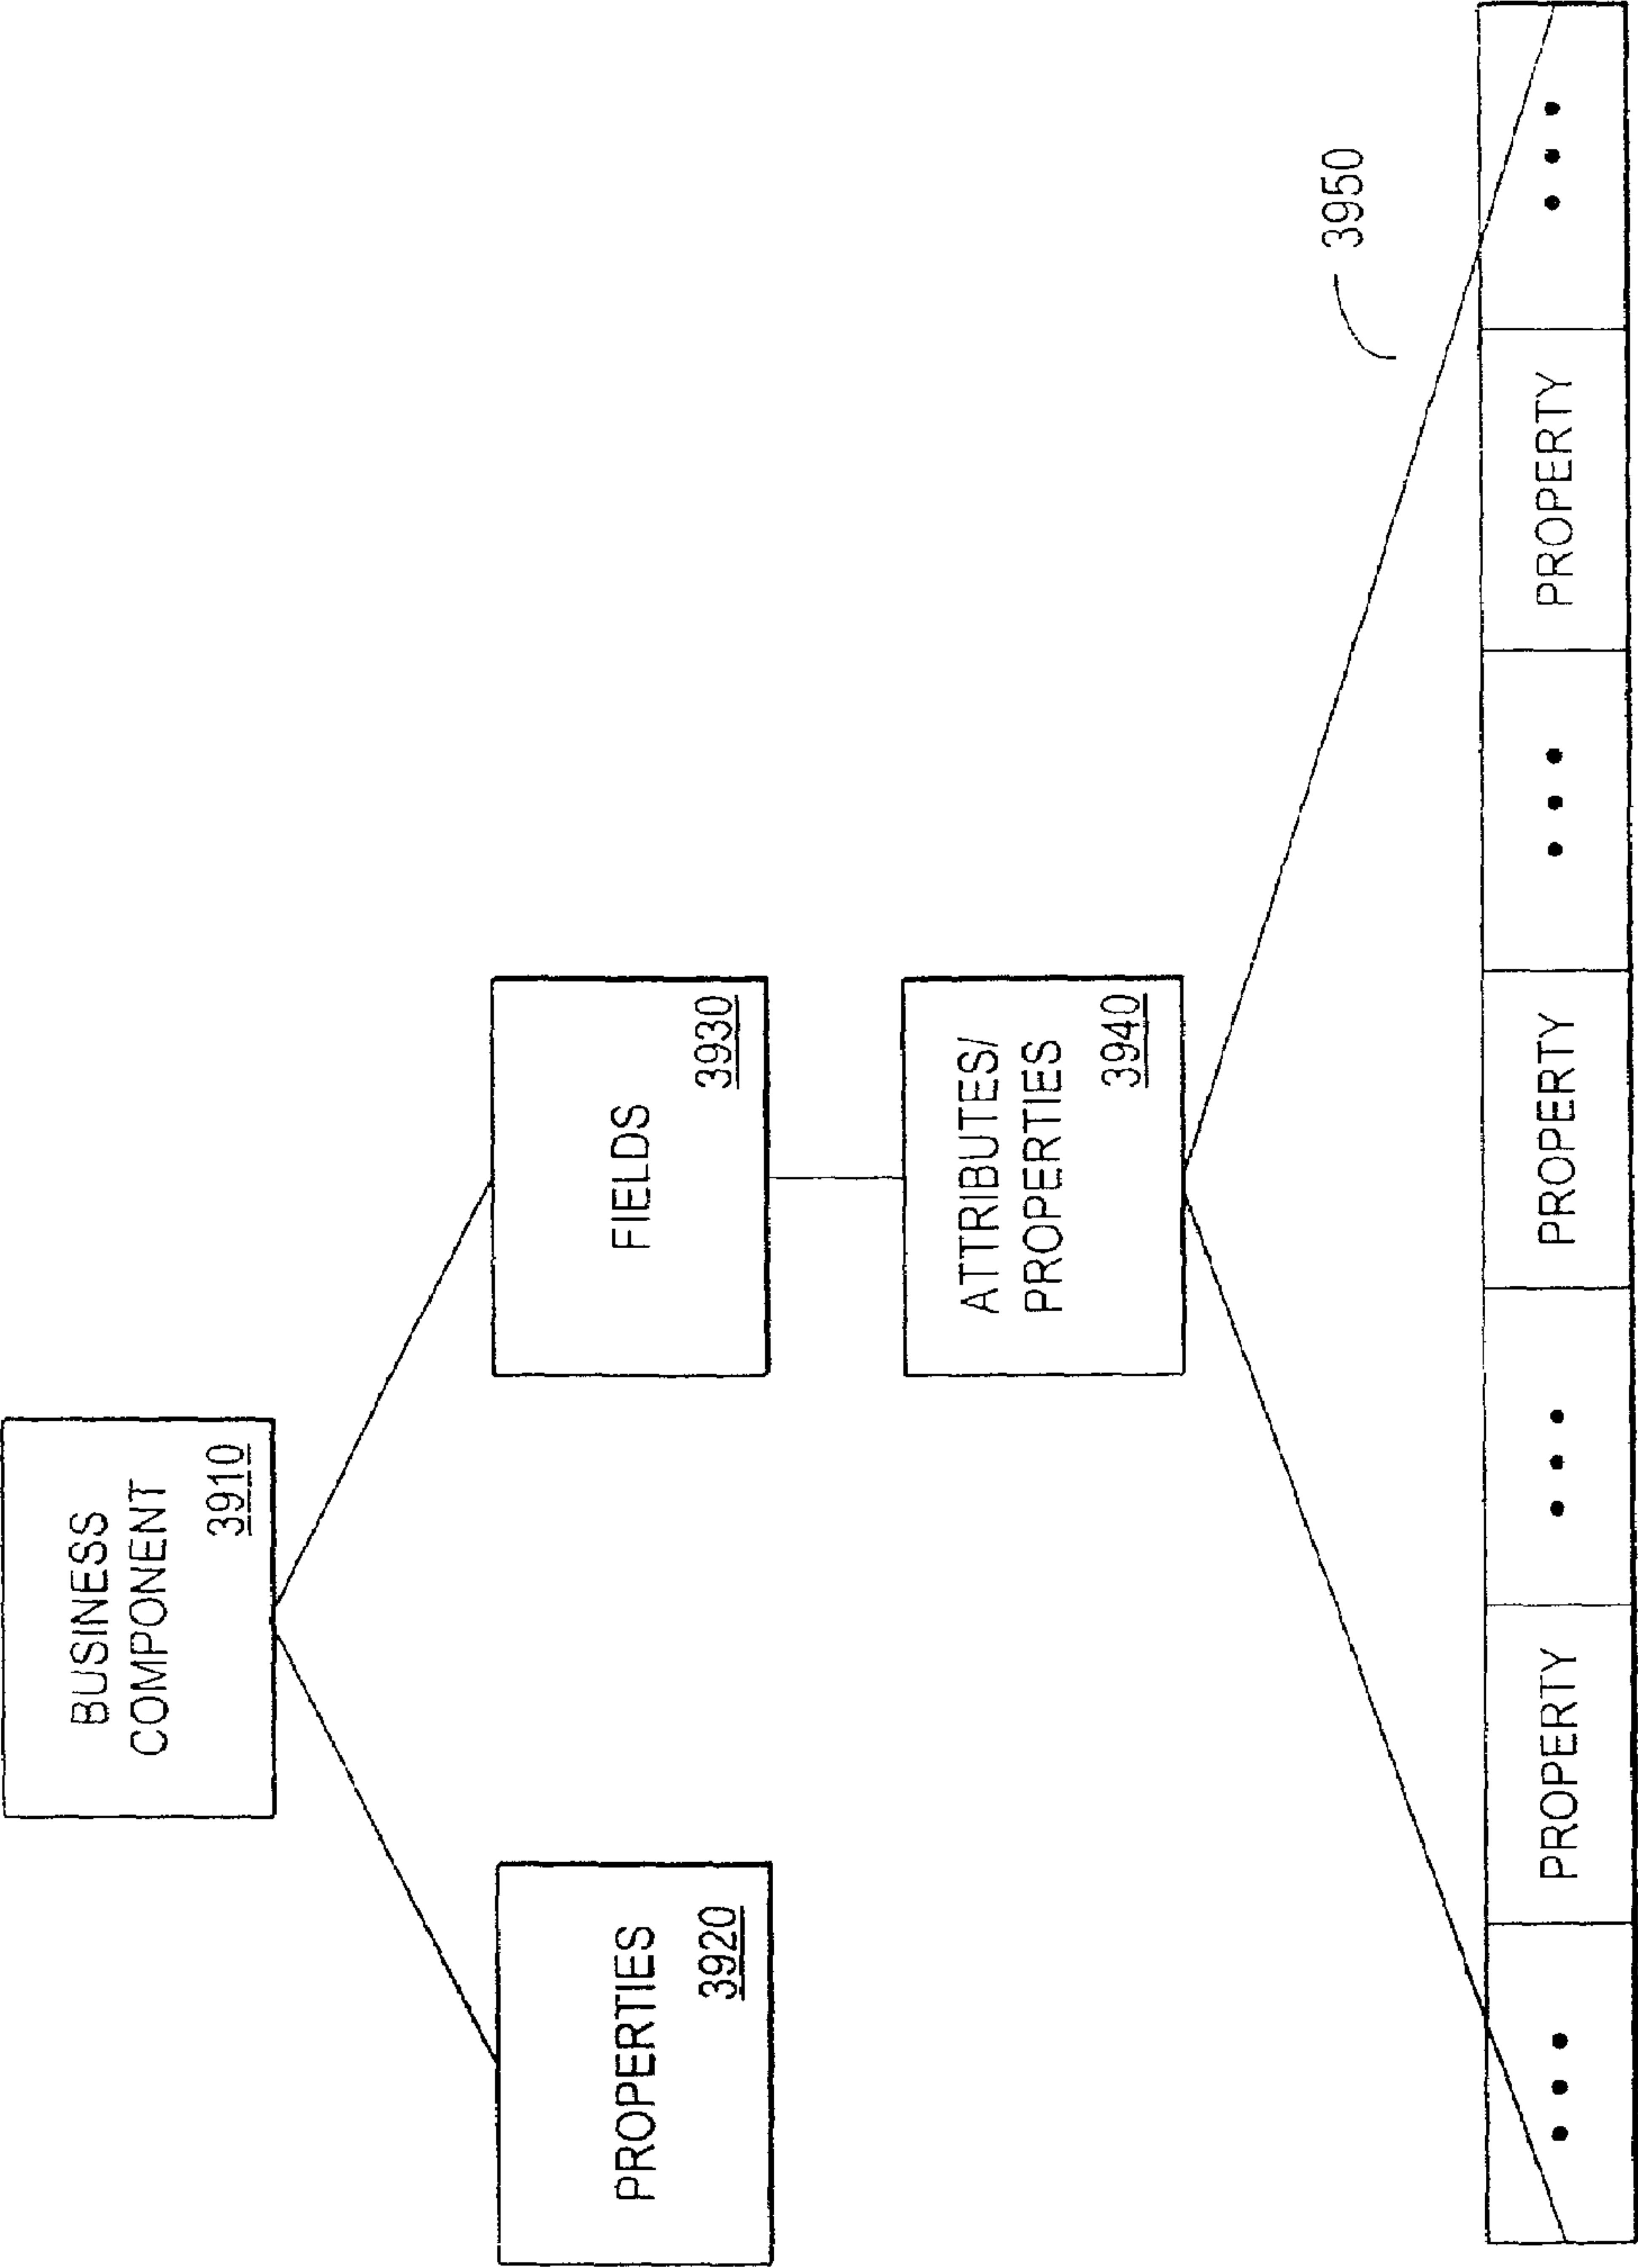 BUSINESS
COMPONENT
3910
PROPERTIES
3920
FIELDS
3930
ATTRIBUTES/
PROPERTIES
3940
3950
• • •
PROPERTY
• • •
PROPERTY
• • •
PROPERTY
• • •